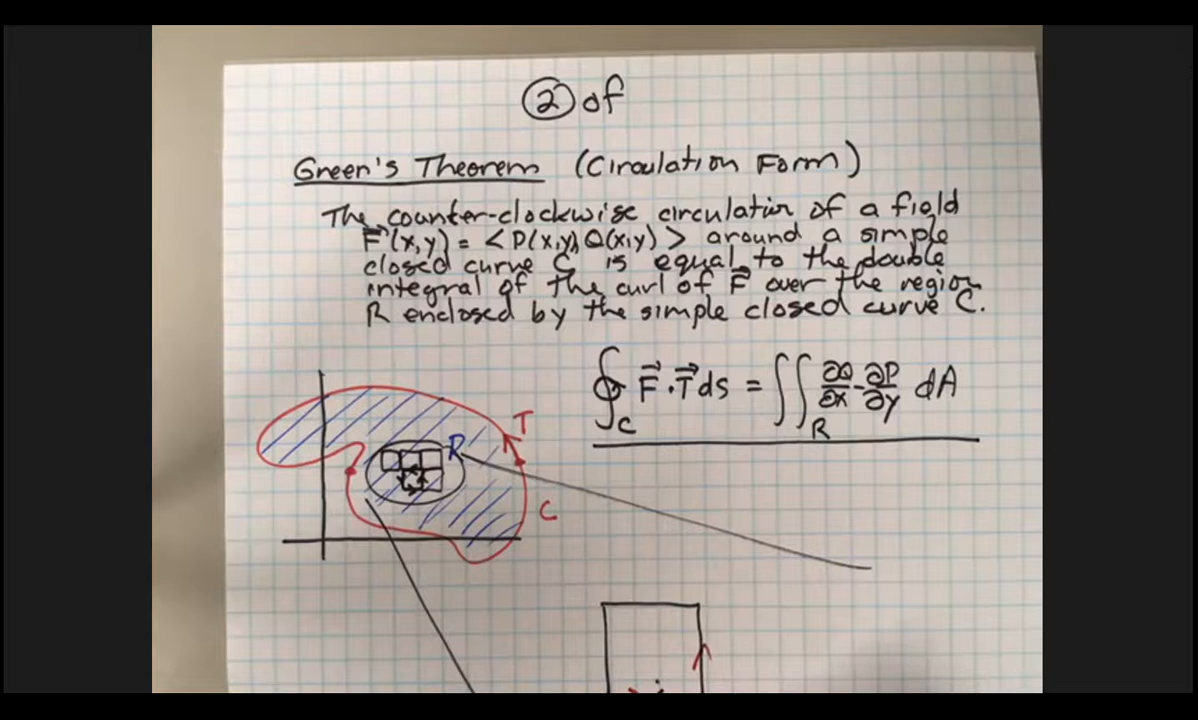 ② of
Green's Theorem (Circulation Form)
The counter-clockwise circulation of a field
F⃗(x,y) = <P(x,y), Q(x,y)> around a simple
closed curve C is equal to the double
integral of the curl of F⃗ over the region
R enclosed by the simple closed curve C.
∮_C F⃗·T⃗ ds = ∬_R ∂Q/∂x - ∂P/∂y dA
T
R
C